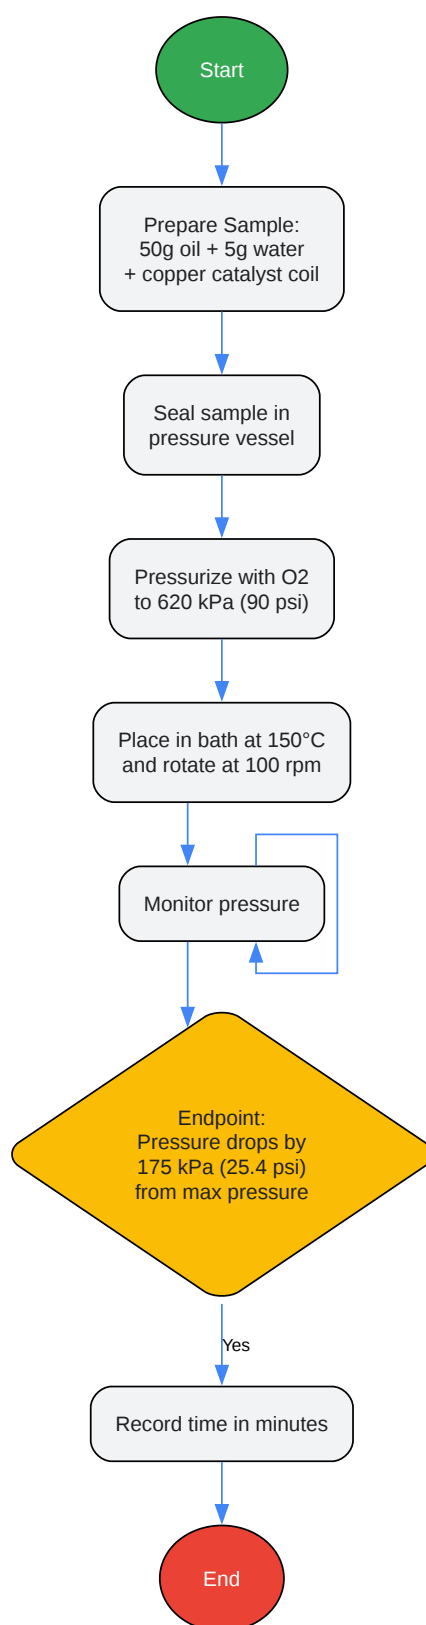 Start
Prepare Sample:
50g oil + 5g water
+ copper catalyst coil
Seal sample in
pressure vessel
Pressurize with O2
to 620 kPa (90 psi)
Place in bath at 150°C
and rotate at 100 rpm
Monitor pressure
Endpoint:
Pressure drops by
175 kPa (25.4 psi)
from max pressure
Yes
Record time in minutes
End